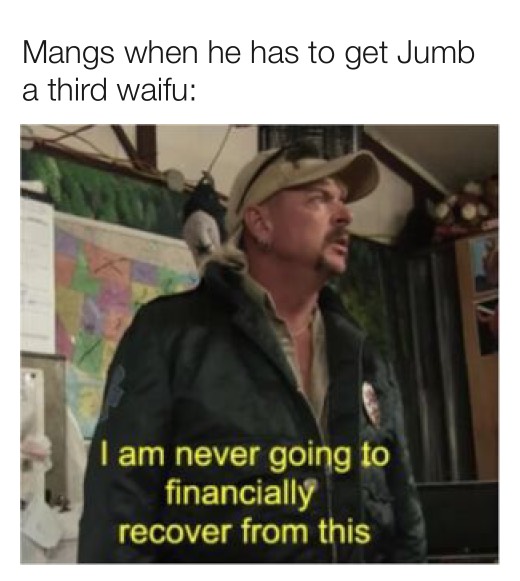 Mangs when he has to get Jumb
a third waifu:
I am never going to
financially
recover from this